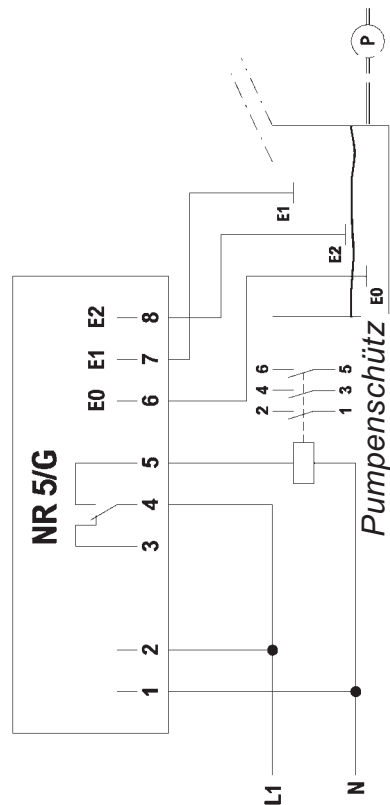 NR 5/G
E0 E1 E2
1 2 3 4 5 6 7 8
L1
N
2 4 6
1 3 5
Pumpenschütz
E1
E2
E0
P